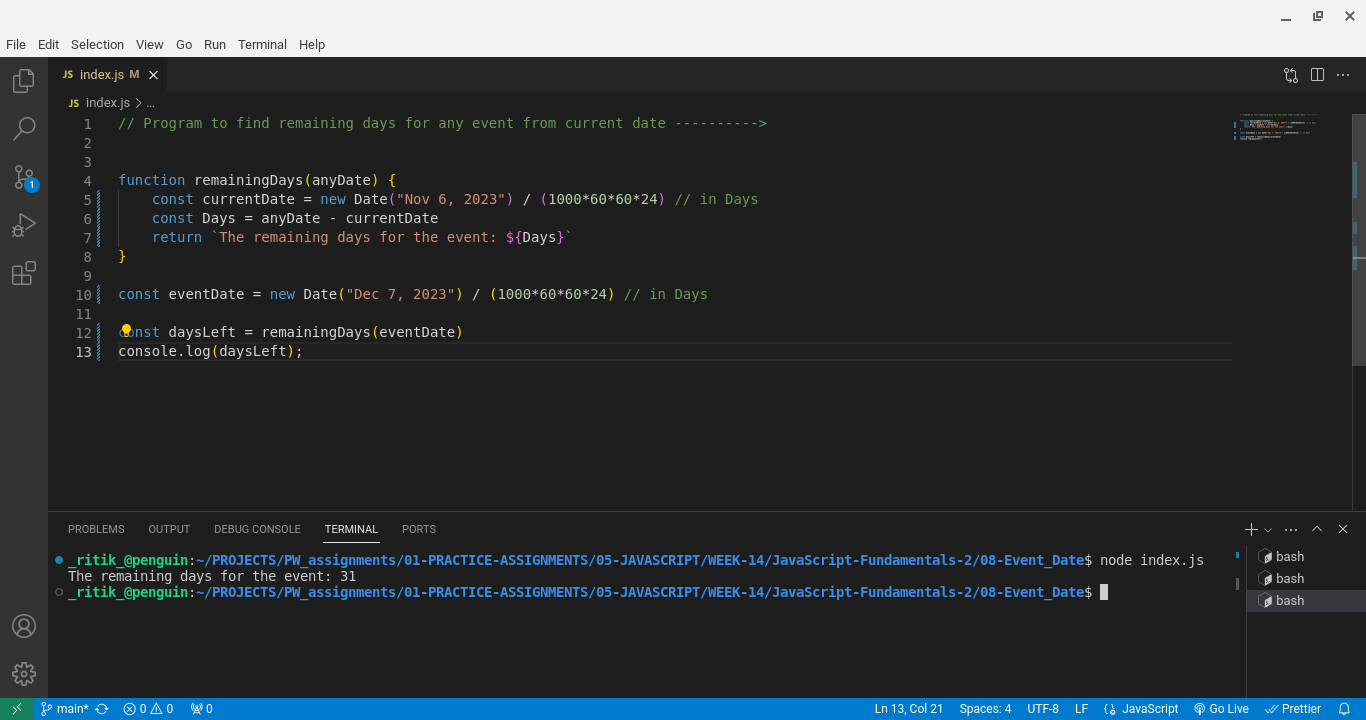 File Edit Selection View Go Run Terminal Help
JS index.js M
JS index.js > ...
1 // Program to find remaining days for any event from current date ---------->
2
3
4 function remainingDays(anyDate) {
5 const currentDate = new Date("Nov 6, 2023") / (1000*60*60*24) // in Days
6 const Days = anyDate - currentDate
7 return `The remaining days for the event: ${Days}`
8 }
9
10 const eventDate = new Date("Dec 7, 2023") / (1000*60*60*24) // in Days
11
12 const daysLeft = remainingDays(eventDate)
13 console.log(daysLeft);
1
PROBLEMS OUTPUT DEBUG CONSOLE TERMINAL PORTS
_ritik_@penguin:~/PROJECTS/PW_assignments/01-PRACTICE-ASSIGNMENTS/05-JAVASCRIPT/WEEK-14/JavaScript-Fundamentals-2/08-Event_Date$ node index.js
The remaining days for the event: 31
_ritik_@penguin:~/PROJECTS/PW_assignments/01-PRACTICE-ASSIGNMENTS/05-JAVASCRIPT/WEEK-14/JavaScript-Fundamentals-2/08-Event_Date$
bash
bash
bash
main* 0 0 0 Ln 13, Col 21 Spaces: 4 UTF-8 LF JavaScript Go Live Prettier